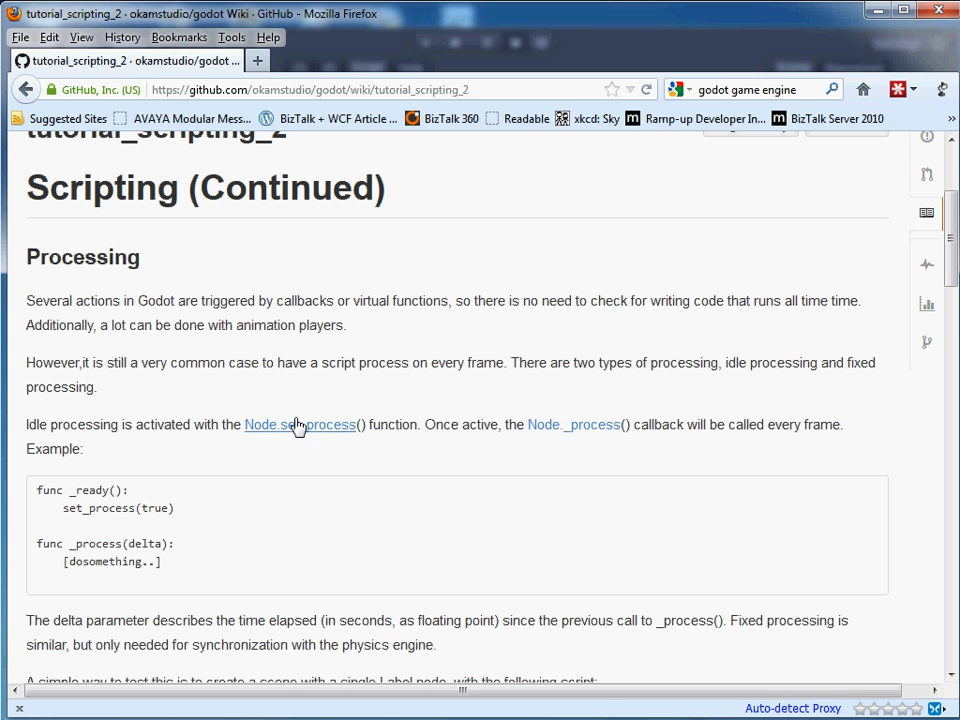 tutorial_scripting_2 · okamstudio/godot Wiki · GitHub - Mozilla Firefox
File Edit View History Bookmarks Tools Help
tutorial_scripting_2 · okamstudio/godot ...
GitHub, Inc. (US) https://github.com/okamstudio/godot/wiki/tutorial_scripting_2 godot game engine
Suggested Sites AVAYA Modular Mess... BizTalk + WCF Article ... BizTalk 360 Readable xkcd: Sky Ramp-up Developer In... BizTalk Server 2010 »
tutorial_scripting_2
Scripting (Continued)
Processing
Several actions in Godot are triggered by callbacks or virtual functions, so there is no need to check for writing code that runs all time time.
Additionally, a lot can be done with animation players.
However,it is still a very common case to have a script process on every frame. There are two types of processing, idle processing and fixed
processing.
Idle processing is activated with the Node.set_process() function. Once active, the Node._process() callback will be called every frame.
Example:
func _ready():
set_process(true)
func _process(delta):
[dosomething..]
The delta parameter describes the time elapsed (in seconds, as floating point) since the previous call to _process(). Fixed processing is
similar, but only needed for synchronization with the physics engine.
A simple way to test this is to create a scene with a single Label node, with the following script:
Auto-detect Proxy